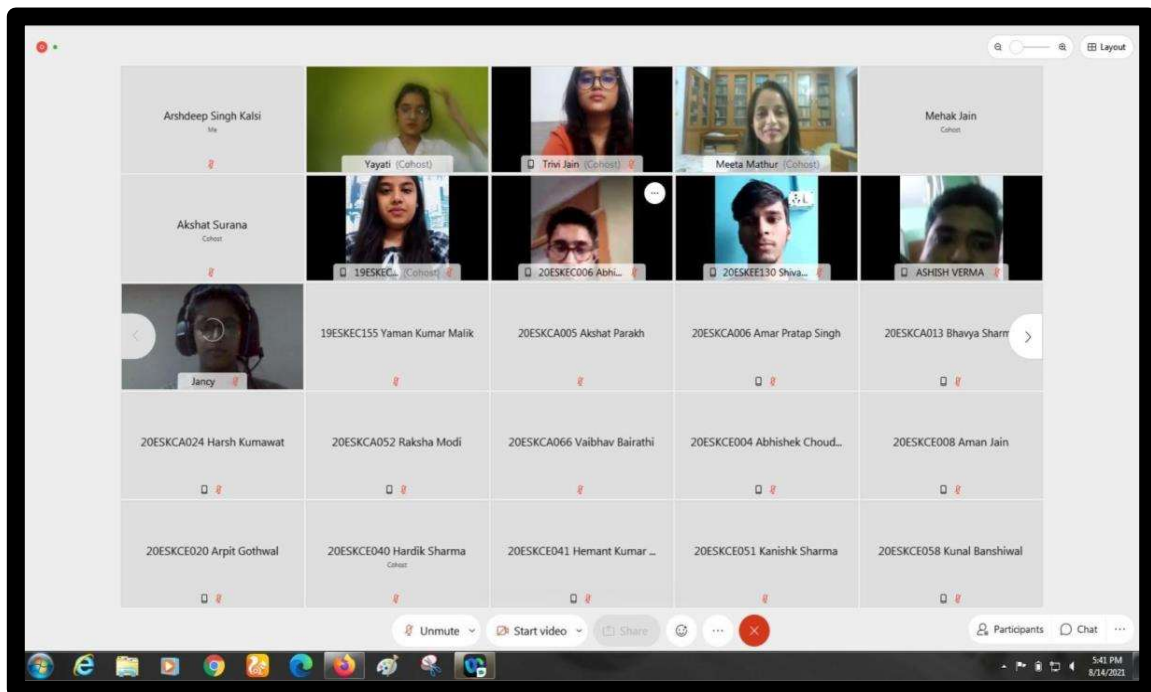 Layout
Arshdeep Singh Kalsi
Me
Yayati (Cohost)
Trivi Jain (Cohost)
Meeta Mathur (Cohost)
Mehak Jain
Cohost
Akshat Surana
Cohost
19ESKEC... (Cohost)
20ESKEC006 Abhi...
20ESKEE130 Shiva...
ASHISH VERMA
Jancy
19ESKEC155 Yaman Kumar Malik
20ESKCA005 Akshat Parakh
20ESKCA006 Amar Pratap Singh
20ESKCA013 Bhavya Sharm
20ESKCA024 Harsh Kumawat
20ESKCA052 Raksha Modi
20ESKCA066 Vaibhav Bairathi
20ESKCE004 Abhishek Choud...
20ESKCE008 Aman Jain
20ESKCE020 Arpit Gothwal
20ESKCE040 Hardik Sharma
Cohost
20ESKCE041 Hemant Kumar ...
20ESKCE051 Kanishk Sharma
20ESKCE058 Kunal Banshiwal
Unmute
Start video
Share
Participants
Chat
5:41 PM
8/14/2021